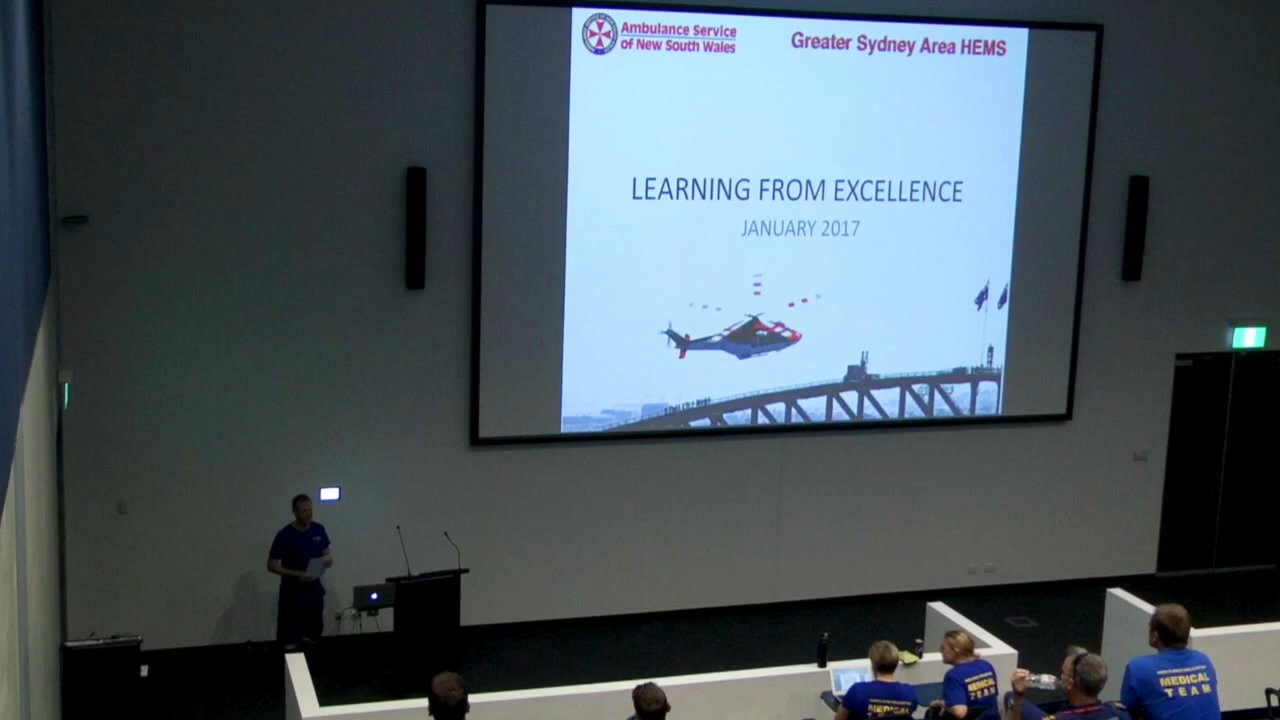 Ambulance Service
of New South Wales
Greater Sydney Area HEMS
LEARNING FROM EXCELLENCE
JANUARY 2017
MEDICAL
MEDICAL
TEAM
MEDICAL
TEAM